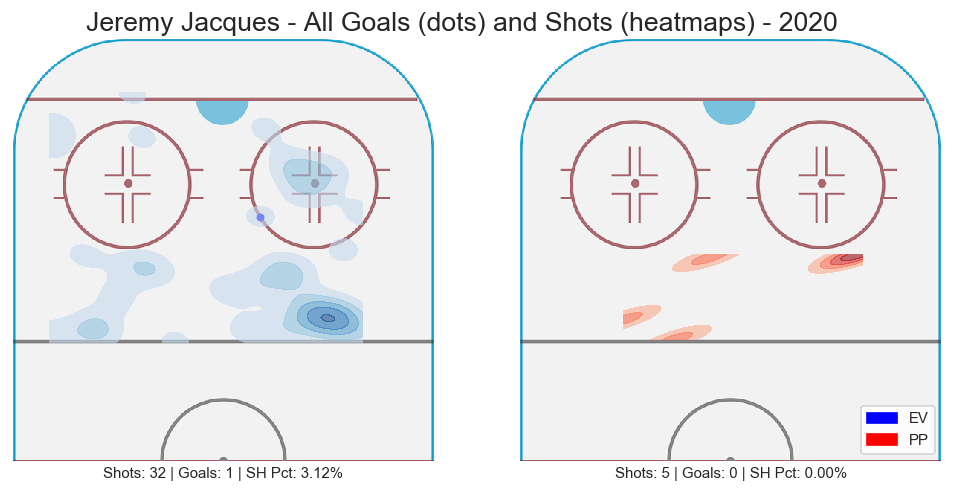 Jeremy Jacques - All Goals (dots) and Shots (heatmaps) - 2020
EV
PP
Shots: 32 | Goals: 1 | SH Pct: 3.12%
Shots: 5 | Goals: 0 | SH Pct: 0.00%